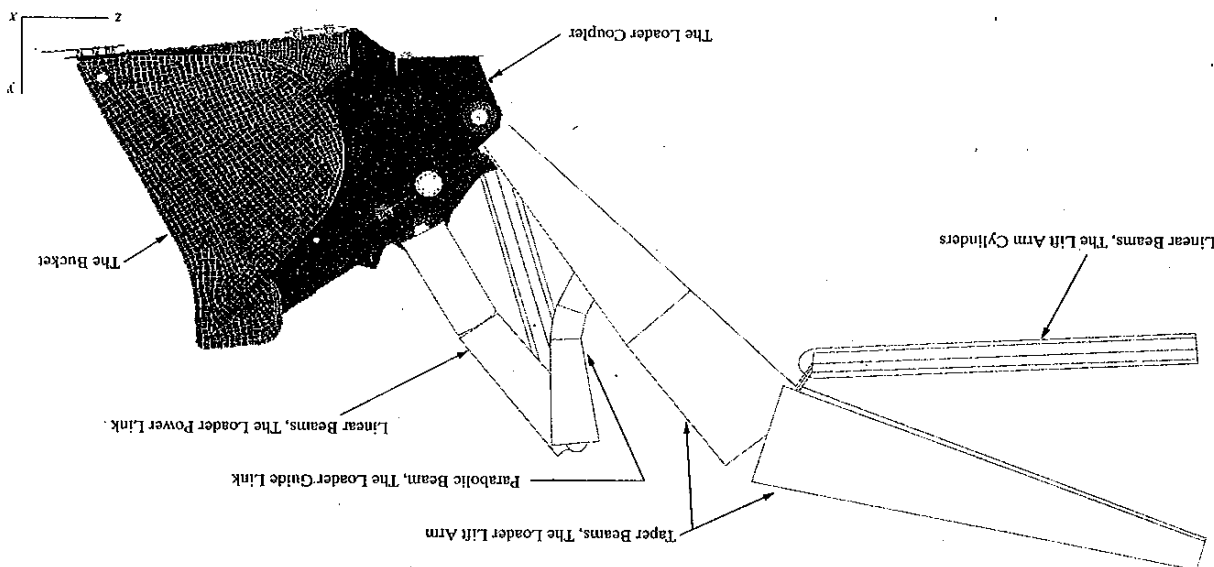 Taper Beams, The Loader Lift Arm
Parabolic Beam, The Loader Guide Link
Linear Beams, The Loader Power Link
Linear Beams, The Lift Arm Cylinders
The Bucket
The Loader Coupler
Y
Z
X